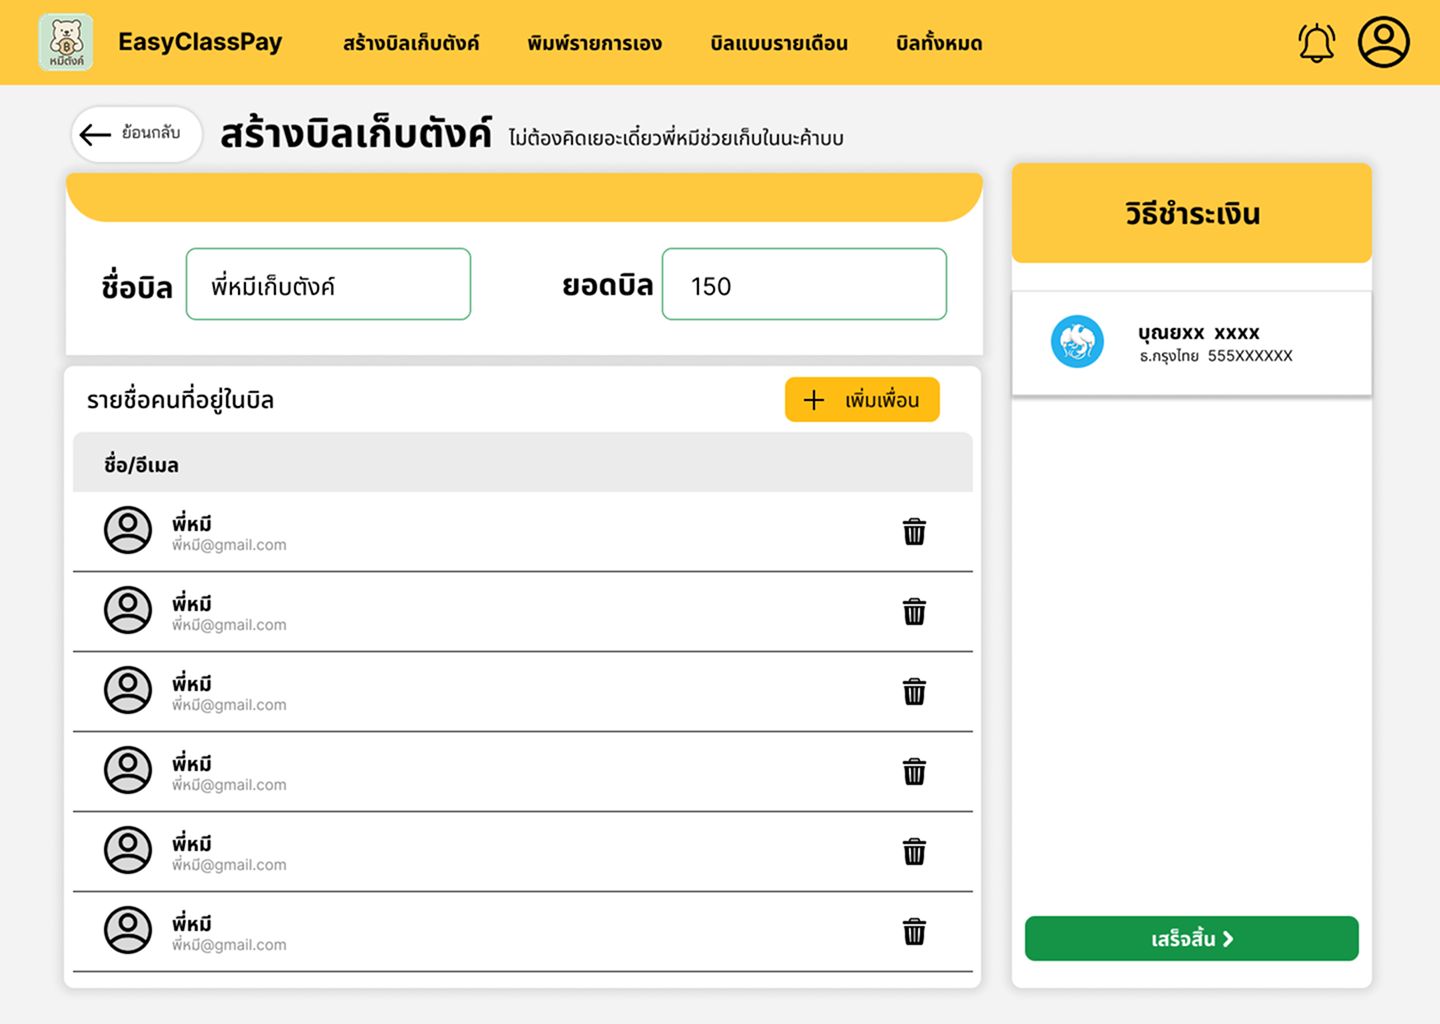 หมีตังค์
EasyClassPay
สร้างบิลเก็บตังค์
พิมพ์รายการเอง
บิลแบบรายเดือน
บิลทั้งหมด
ย้อนกลับ
สร้างบิลเก็บตังค์
ไม่ต้องคิดเยอะเดี๋ยวพี่หมีช่วยเก็บในนะค้าบบ
ชื่อบิล
พี่หมีเก็บตังค์
ยอดบิล
150
รายชื่อคนที่อยู่ในบิล
เพิ่มเพื่อน
ชื่อ/อีเมล
พี่หมี
พี่หมี@gmail.com
พี่หมี
พี่หมี@gmail.com
พี่หมี
พี่หมี@gmail.com
พี่หมี
พี่หมี@gmail.com
พี่หมี
พี่หมี@gmail.com
พี่หมี
พี่หมี@gmail.com
วิธีชำระเงิน
บุณยxx xxxx
ธ.กรุงไทย 555XXXXXX
เสร็จสิ้น